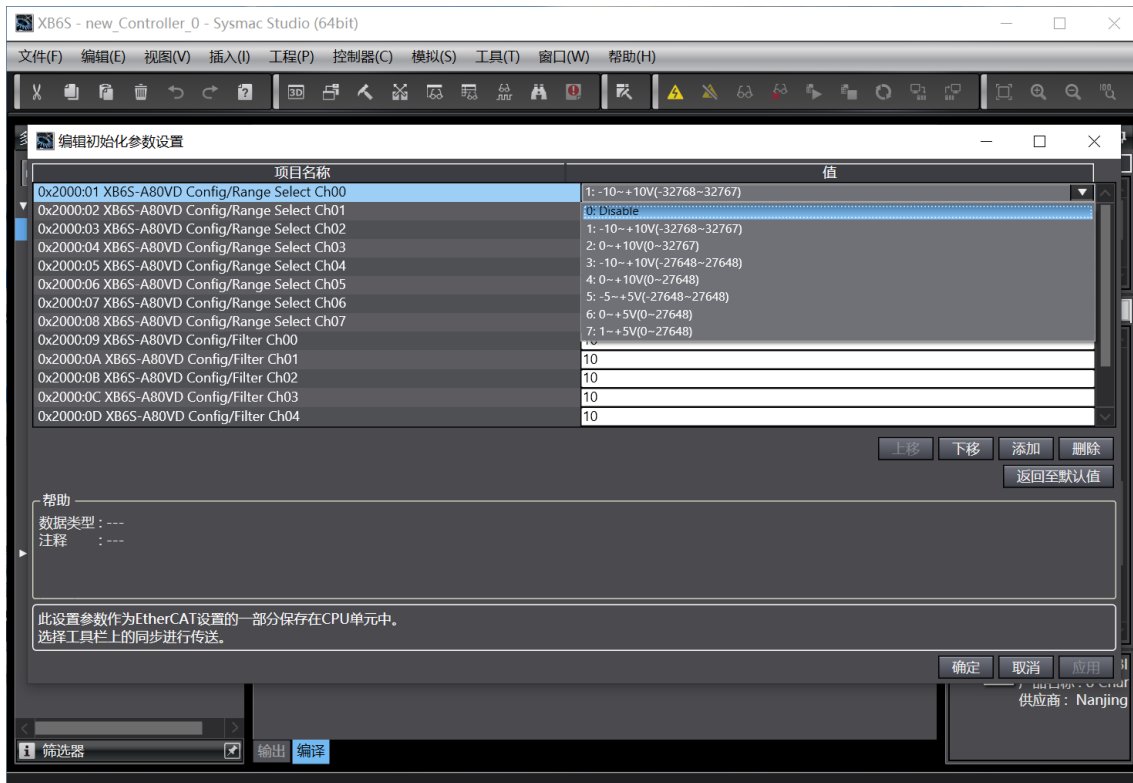 XB6S - new_Controller_0 - Sysmac Studio (64bit)
文件(F) 编辑(E) 视图(V) 插入(I) 工程(P) 控制器(C) 模拟(S) 工具(T) 窗口(W) 帮助(H)
3D
编辑初始化参数设置
项目名称 值
0x2000:01 XB6S-A80VD Config/Range Select Ch00 1: -10~+10V(-32768~32767)
0x2000:02 XB6S-A80VD Config/Range Select Ch01 0: Disable
0x2000:03 XB6S-A80VD Config/Range Select Ch02 1: -10~+10V(-32768~32767)
0x2000:04 XB6S-A80VD Config/Range Select Ch03 2: 0~+10V(0~32767)
0x2000:05 XB6S-A80VD Config/Range Select Ch04 3: -10~+10V(-27648~27648)
0x2000:06 XB6S-A80VD Config/Range Select Ch05 4: 0~+10V(0~27648)
0x2000:07 XB6S-A80VD Config/Range Select Ch06 5: -5~+5V(-27648~27648)
0x2000:08 XB6S-A80VD Config/Range Select Ch07 6: 0~+5V(0~27648)
0x2000:09 XB6S-A80VD Config/Filter Ch00 7: 1~+5V(0~27648)
0x2000:0A XB6S-A80VD Config/Filter Ch01 10
0x2000:0B XB6S-A80VD Config/Filter Ch02 10
0x2000:0C XB6S-A80VD Config/Filter Ch03 10
0x2000:0D XB6S-A80VD Config/Filter Ch04 10
上移 下移 添加 删除
返回至默认值
帮助
数据类型 : ---
注释 : ---
此设置参数作为EtherCAT设置的一部分保存在CPU单元中。
选择工具栏上的同步进行传送。
确定 取消 应用
供应商 : Nanjing
筛选器 输出 编译